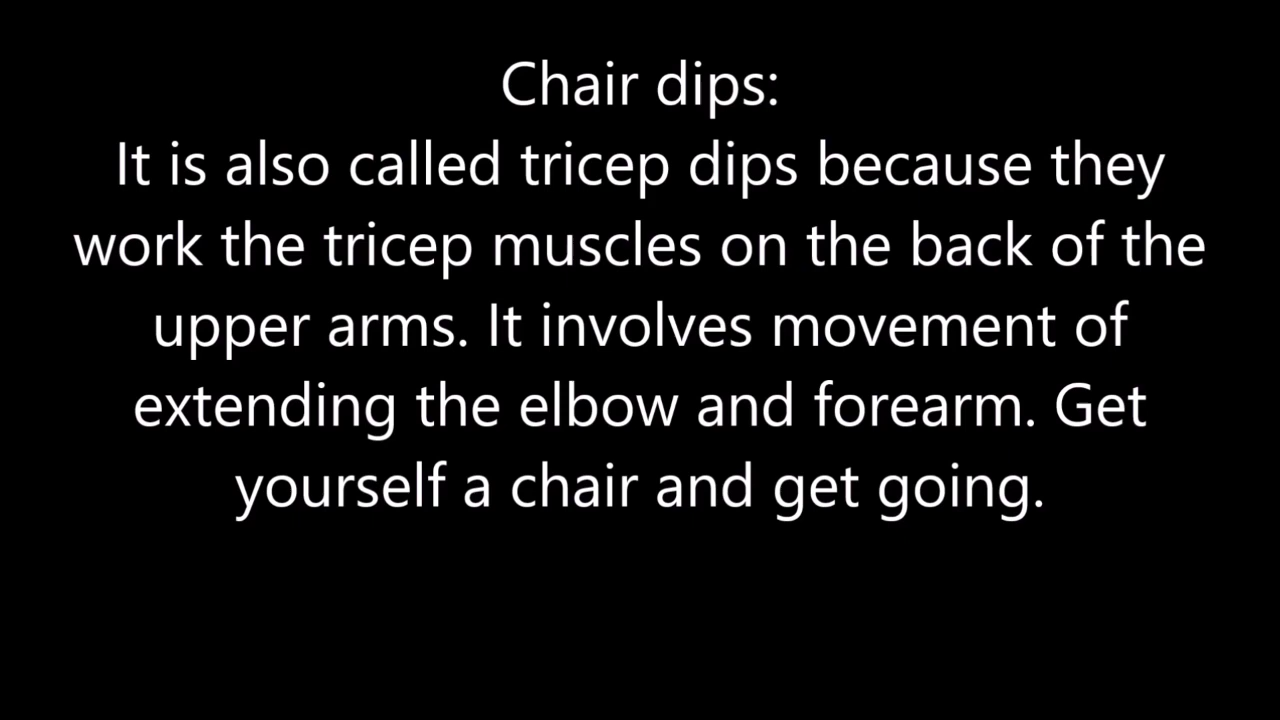 Chair dips:
It is also called tricep dips because they
work the tricep muscles on the back of the
upper arms. It involves movement of
extending the elbow and forearm. Get
yourself a chair and get going.